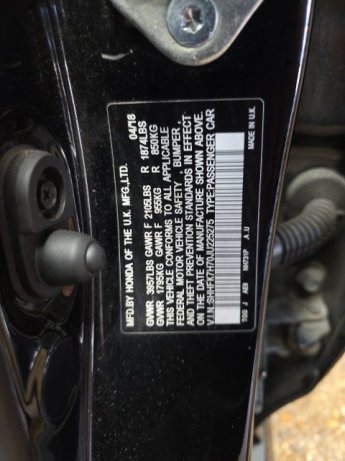 MFD.BY HONDA OF THE U.K. MFG.,LTD. 04/18
GVWR 3957LBS GAWR F 2105LBS R 1874LBS
GVWR 1795KG GAWR F 955KG R 850KG
THIS VEHICLE CONFORMS TO ALL APPLICABLE
FEDERAL MOTOR VEHICLE SAFETY , BUMPER ,
AND THEFT PREVENTION STANDARDS IN EFFECT
ON THE DATE OF MANUFACTURE SHOWN ABOVE.
V.I.N. TYPE:PASSENGER CAR
AEB NH731P A.U MADE IN U.K.